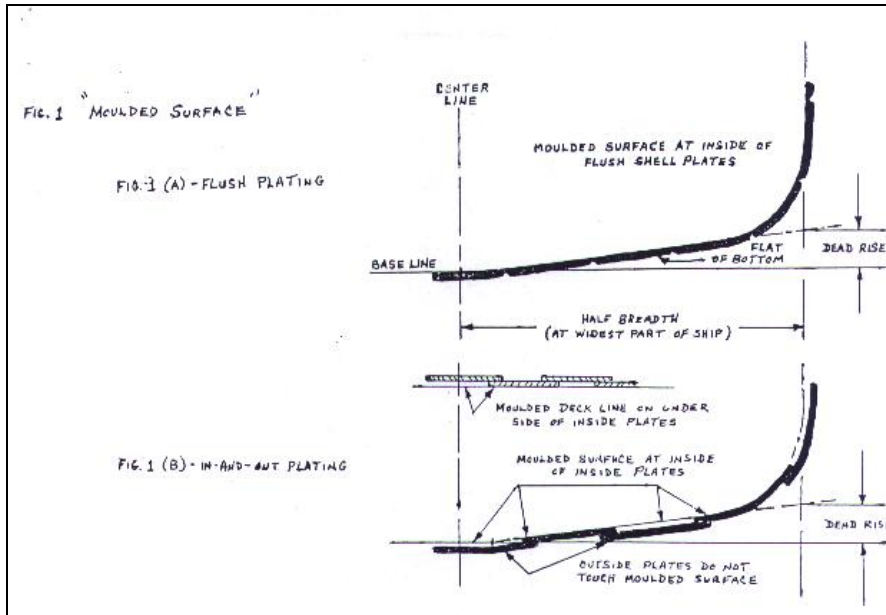 FIG. 1 "MOULDED SURFACE"
FIG. 1 (A) - FLUSH PLATING
CENTER
LINE
MOULDED SURFACE AT INSIDE OF
FLUSH SHELL PLATES
BASE LINE
FLAT
OF BOTTOM
DEAD RISE
HALF BREADTH
(AT WIDEST PART OF SHIP)
MOULDED DECK LINE ON UNDER
SIDE OF INSIDE PLATES
FIG. 1 (B) - IN-AND-OUT PLATING
MOULDED SURFACE AT INSIDE
OF INSIDE PLATES
DEAD RISE
OUTSIDE PLATES DO NOT
TOUCH MOULDED SURFACE